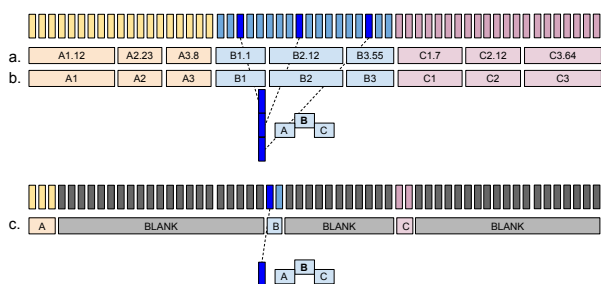 a. A1.12 A2.23 A3.8 B1.1 B2.12 B3.55 C1.7 C2.12 C3.64
b. A1 A2 A3 B1 B2 B3 C1 C2 C3
B
A C
c. A BLANK B BLANK C BLANK
B
A C